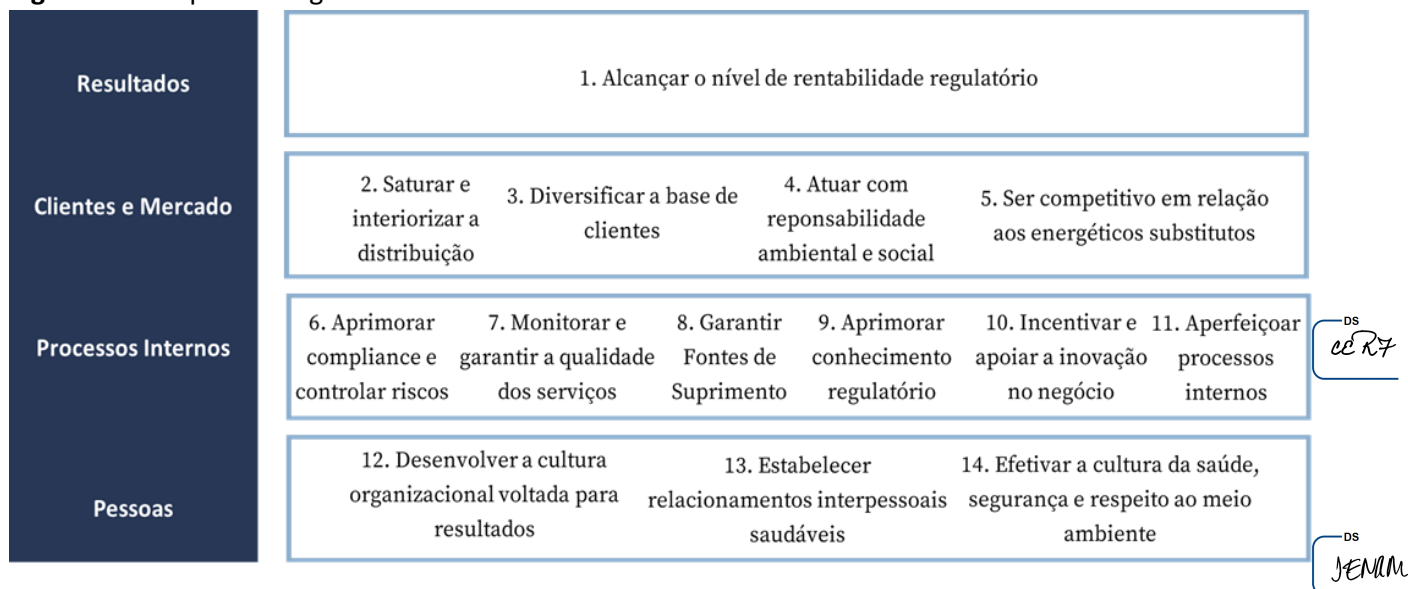 Resultados
1. Alcançar o nível de rentabilidade regulatório
Clientes e Mercado
2. Saturar e
interiorizar a
distribuição
3. Diversificar a base de
clientes
4. Atuar com
reponsabilidade
ambiental e social
5. Ser competitivo em relação
aos energéticos substitutos
Processos Internos
6. Aprimorar
compliance e
controlar riscos
7. Monitorar e
garantir a qualidade
dos serviços
8. Garantir
Fontes de
Suprimento
9. Aprimorar
conhecimento
regulatório
10. Incentivar e
apoiar a inovação
no negócio
11. Aperfeiçoar
processos
internos
DS
Pessoas
12. Desenvolver a cultura
organizacional voltada para
resultados
13. Estabelecer
relacionamentos interpessoais
saudáveis
14. Efetivar a cultura da saúde,
segurança e respeito ao meio
ambiente
DS